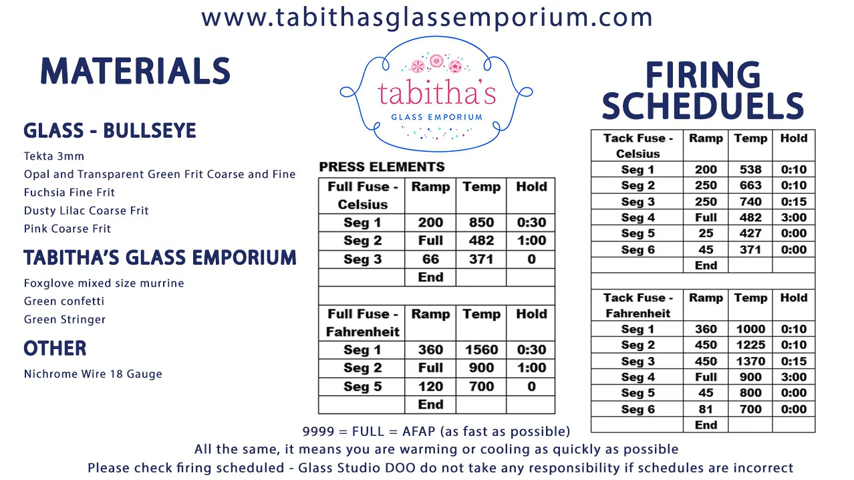 www.tabithasglassemporium.com
MATERIALS
GLASS - BULLSEYE
Tekta 3mm
Opal and Transparent Green Frit Coarse and Fine
Fuchsia Fine Frit
Dusty Lilac Coarse Frit
Pink Coarse Frit
TABITHA'S GLASS EMPORIUM
Foxglove mixed size murrine
Green confetti
Green Stringer
OTHER
Nichrome Wire 18 Gauge
tabitha's
GLASS EMPORIUM
PRESS ELEMENTS
Full Fuse - Ramp Temp Hold
Celsius
Seg 1 200 850 0:30
Seg 2 Full 482 1:00
Seg 3 66 371 0
End
Full Fuse - Ramp Temp Hold
Fahrenheit
Seg 1 360 1560 0:30
Seg 2 Full 900 1:00
Seg 5 120 700 0
End
FIRING
SCHEDUELS
Tack Fuse - Ramp Temp Hold
Celsius
Seg 1 200 538 0:10
Seg 2 250 663 0:10
Seg 3 250 740 0:15
Seg 4 Full 482 3:00
Seg 5 25 427 0:00
Seg 6 45 371 0:00
End
Tack Fuse - Ramp Temp Hold
Fahrenheit
Seg 1 360 1000 0:10
Seg 2 450 1225 0:10
Seg 3 450 1370 0:15
Seg 4 Full 900 3:00
Seg 5 45 800 0:00
Seg 6 81 700 0:00
End
9999 = FULL = AFAP (as fast as possible)
All the same, it means you are warming or cooling as quickly as possible
Please check firing scheduled - Glass Studio DOO do not take any responsibility if schedules are incorrect